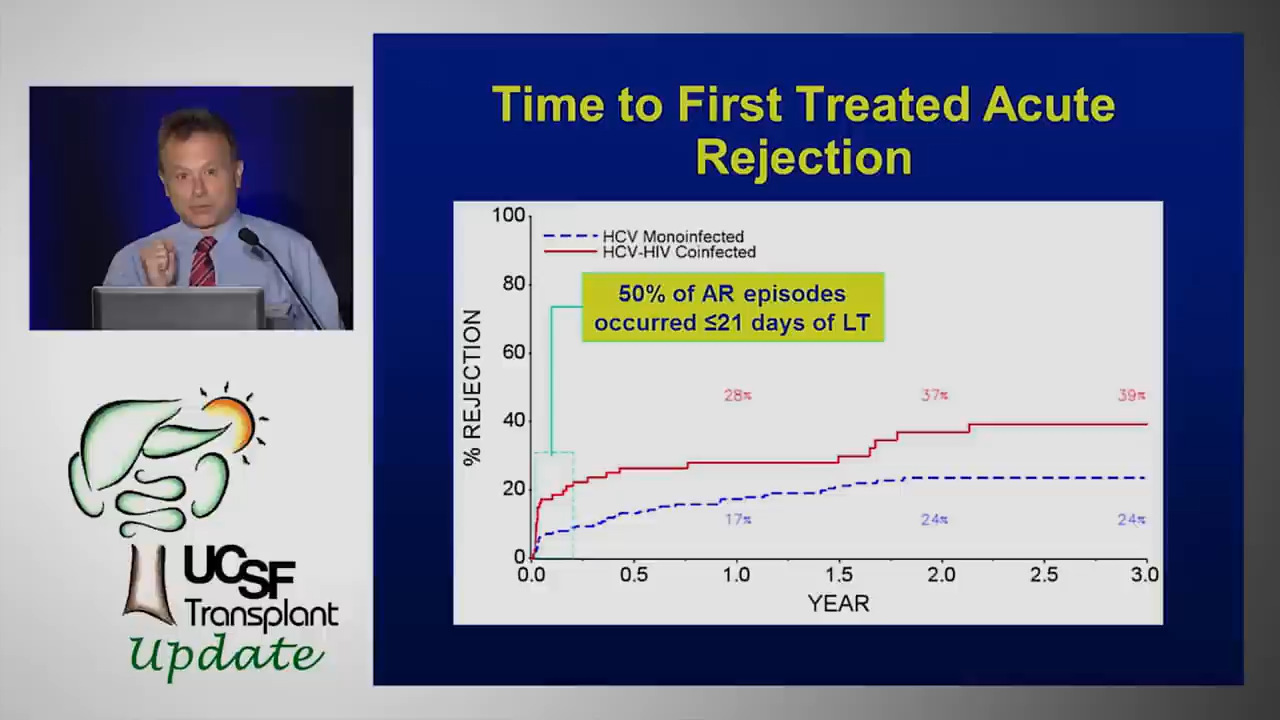 Time to First Treated Acute
Rejection
100
80
60
40
20
0
% REJECTION
HCV Monoinfected
HCV-HIV Coinfected
50% of AR episodes
occurred ≤21 days of LT
28%
37%
39%
17%
24%
24%
0.0
0.5
1.0
1.5
2.0
2.5
3.0
YEAR
UCSF
Transplant
Update